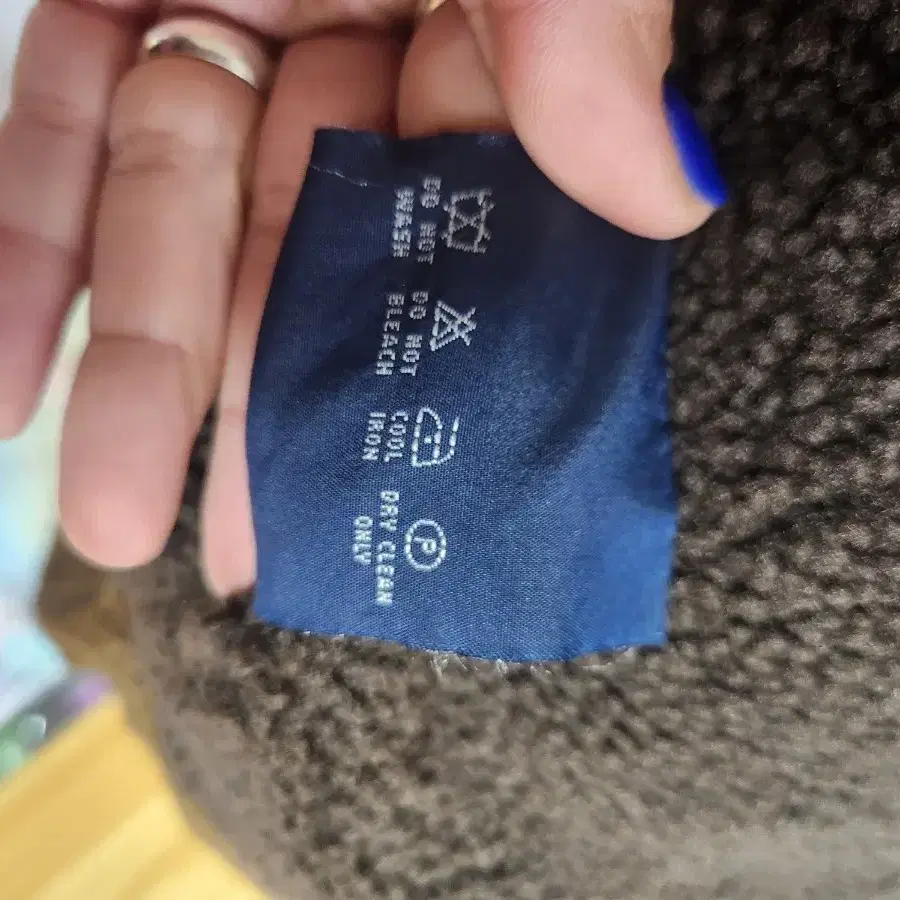 DO NOT
WASH
DO NOT
BLEACH
COOL
IRON
P
DRY CLEAN
ONLY